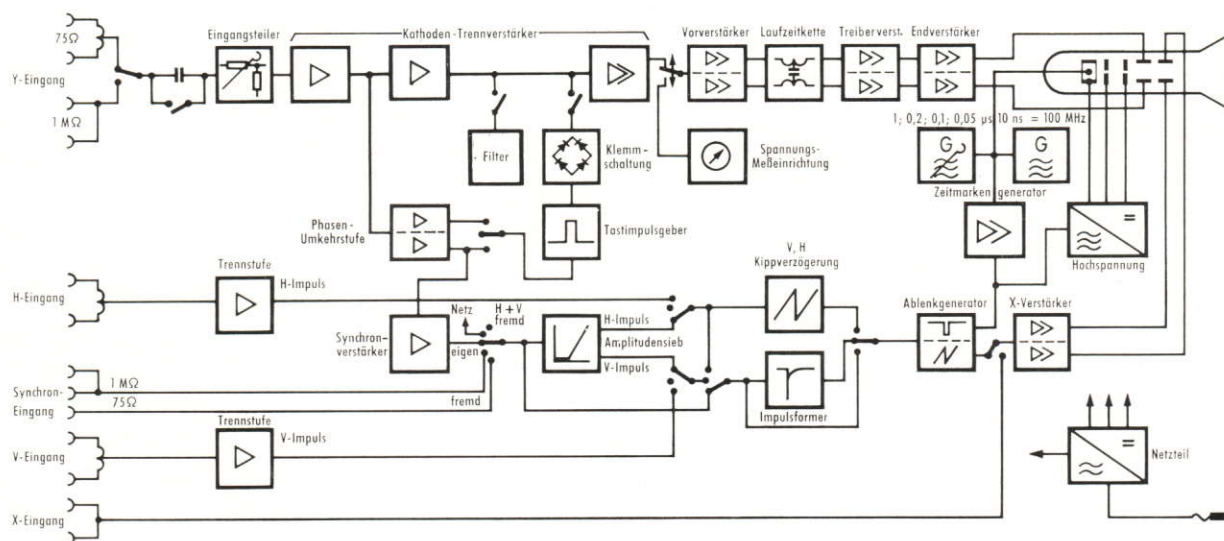 75Ω
Y-Eingang
1 MΩ
Eingangsteiler
Kathoden-Trennverstärker
Vorverstärker
Laufzeitkette
Treiberverst.
Endverstärker
1; 0,2; 0,1; 0,05 µs 10 ns = 100 MHz
Filter
Klemm-
schaltung
Spannungs-
Meßeinrichtung
G
G
Zeitmarkengenerator
Phasen-
Umkehrstufe
Tastimpulsgeber
Hochspannung
H-Eingang
Trennstufe
H-Impuls
V, H
Kippverzögerung
Ablenkgenerator
X-Verstärker
Synchron-
verstärker
Netz
H + V
fremd
eigen
H-Impuls
Amplitudensieb
V-Impuls
Impulsformer
Synchron-
Eingang
1 MΩ
75Ω
fremd
V-Eingang
Trennstufe
V-Impuls
Netzteil
X-Eingang